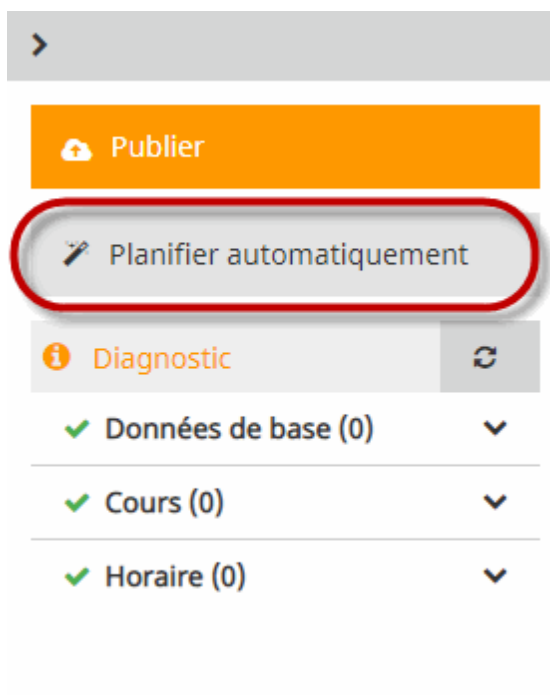 Publier
Planifier automatiquement
Diagnostic
Données de base (0)
Cours (0)
Horaire (0)